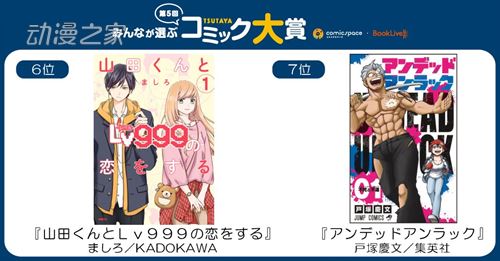 动漫之家
第5回
みんなが選ぶ
TSUTAYA
コミック大賞
comicspace
BookLive!
6位
山田くんと
ましろ
1
Lv999の
恋をする
『山田くんとLv999の恋をする』
ましろ/KADOKAWA
7位
アンデッド
アンラック
01
戸塚慶文
JUMP COMICS
『アンデッドアンラック』
戸塚慶文/集英社